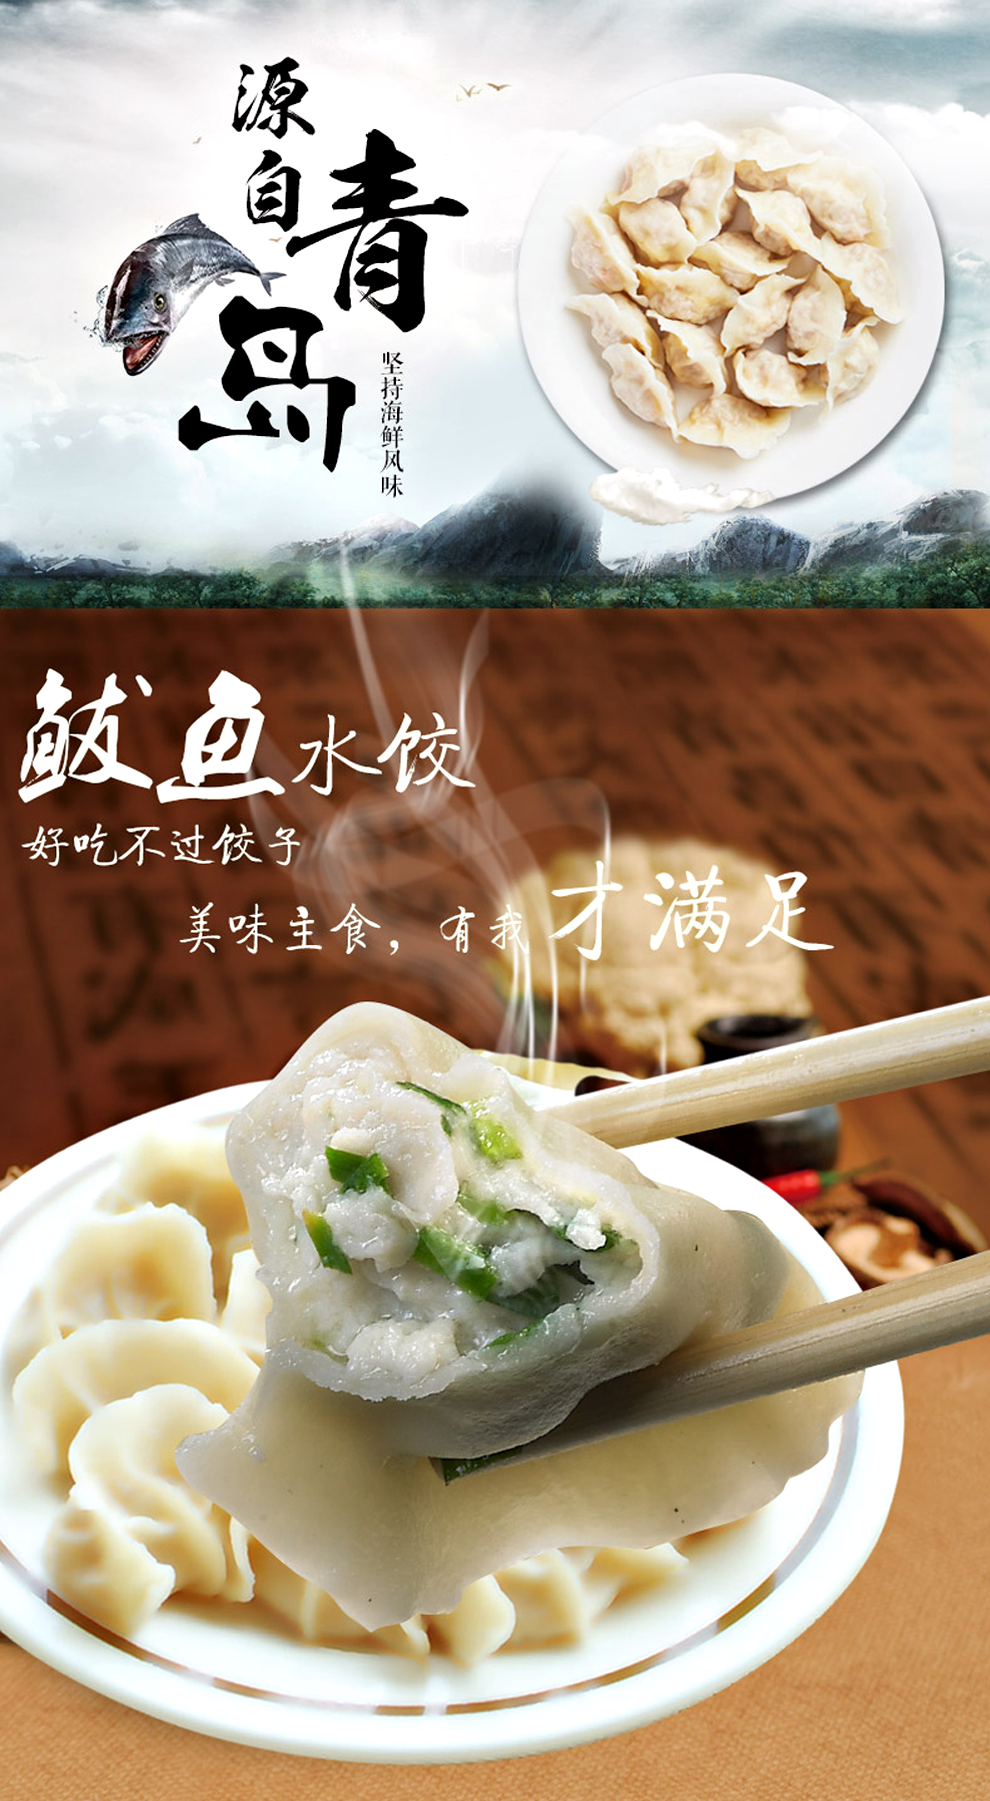 源自青岛
坚持海鲜风味
鲅鱼水饺
好吃不过饺子
美味主食，有我才满足